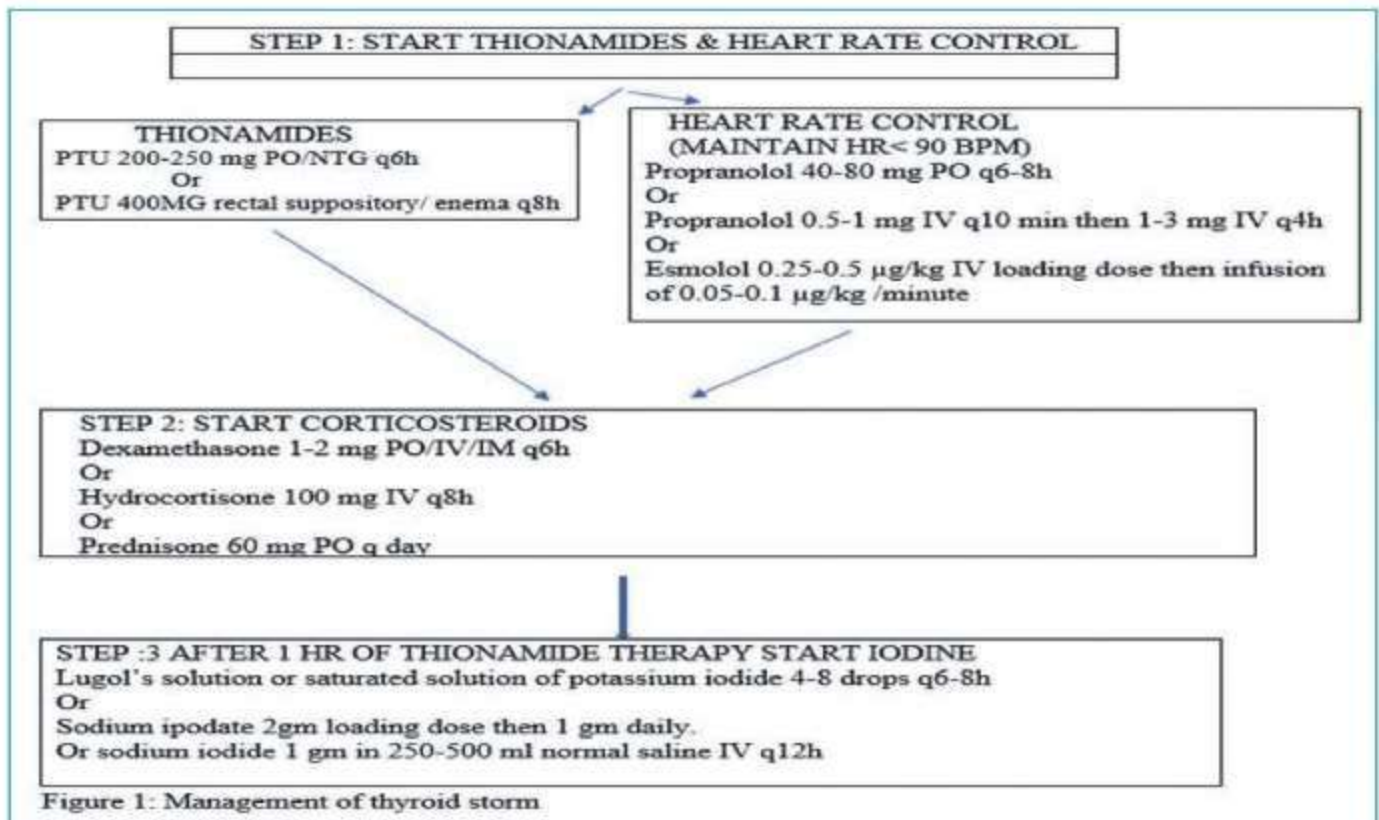 STEP 1: START THIONAMIDES & HEART RATE CONTROL
THIONAMIDES
PTU 200-250 mg PO/NTG q6h
Or
PTU 400MG rectal suppository/ enema q8h
HEART RATE CONTROL
(MAINTAIN HR< 90 BPM)
Propranolol 40-80 mg PO q6-8h
Or
Propranolol 0.5-1 mg IV q10 min then 1-3 mg IV q4h
Or
Esmolol 0.25-0.5 µg/kg IV loading dose then infusion
of 0.05-0.1 µg/kg /minute
STEP 2: START CORTICOSTEROIDS
Dexamethasone 1-2 mg PO/IV/IM q6h
Or
Hydrocortisone 100 mg IV q8h
Or
Prednisone 60 mg PO q day
STEP :3 AFTER 1 HR OF THIONAMIDE THERAPY START IODINE
Lugol’s solution or saturated solution of potassium iodide 4-8 drops q6-8h
Or
Sodium ipodate 2gm loading dose then 1 gm daily.
Or sodium iodide 1 gm in 250-500 ml normal saline IV q12h
Figure 1: Management of thyroid storm